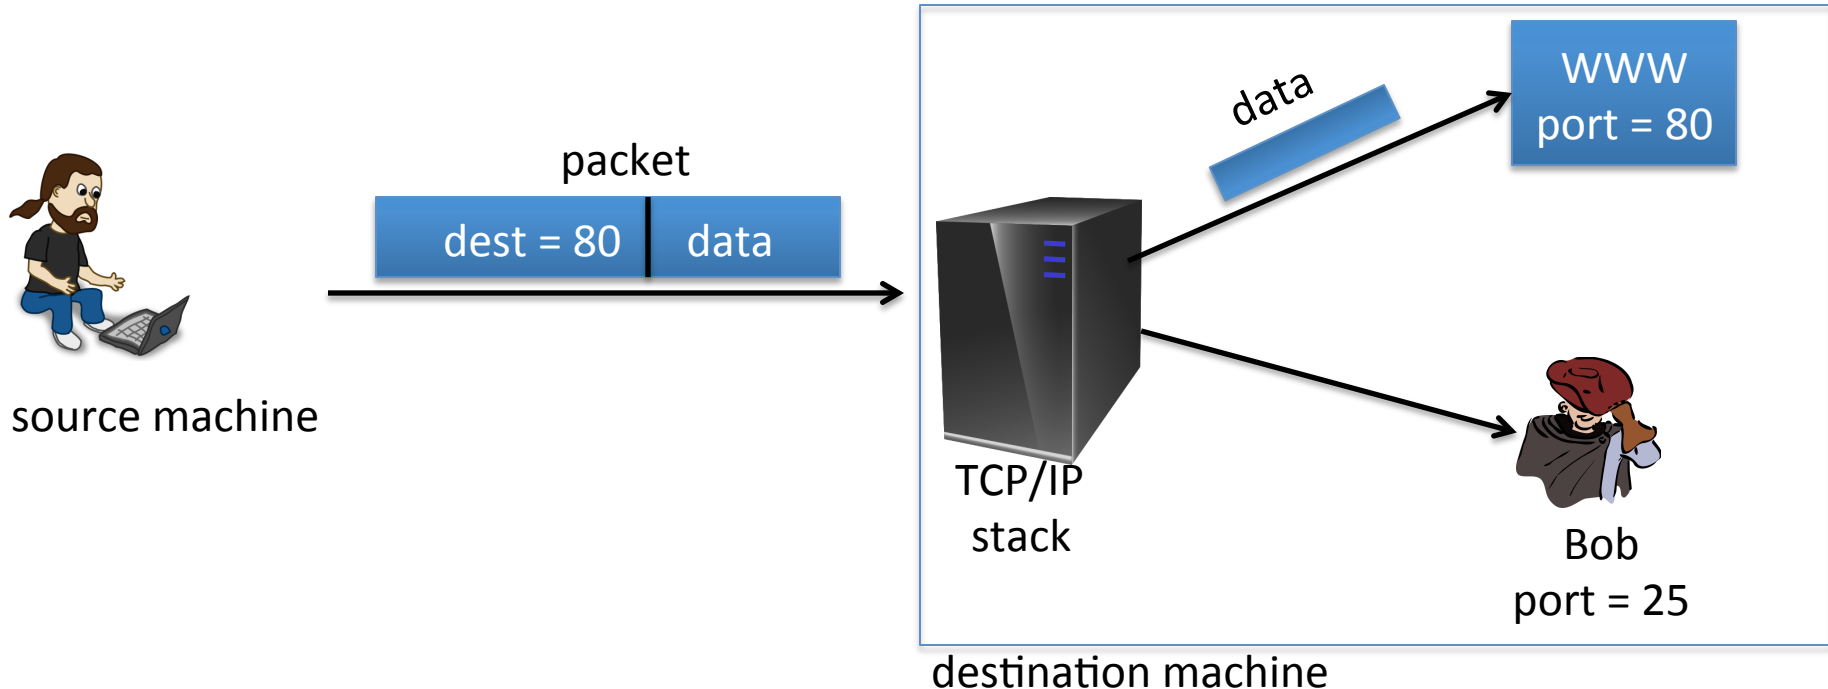 packet
dest = 80
data
source machine
data
WWW
port = 80
TCP/IP
stack
Bob
port = 25
destination machine